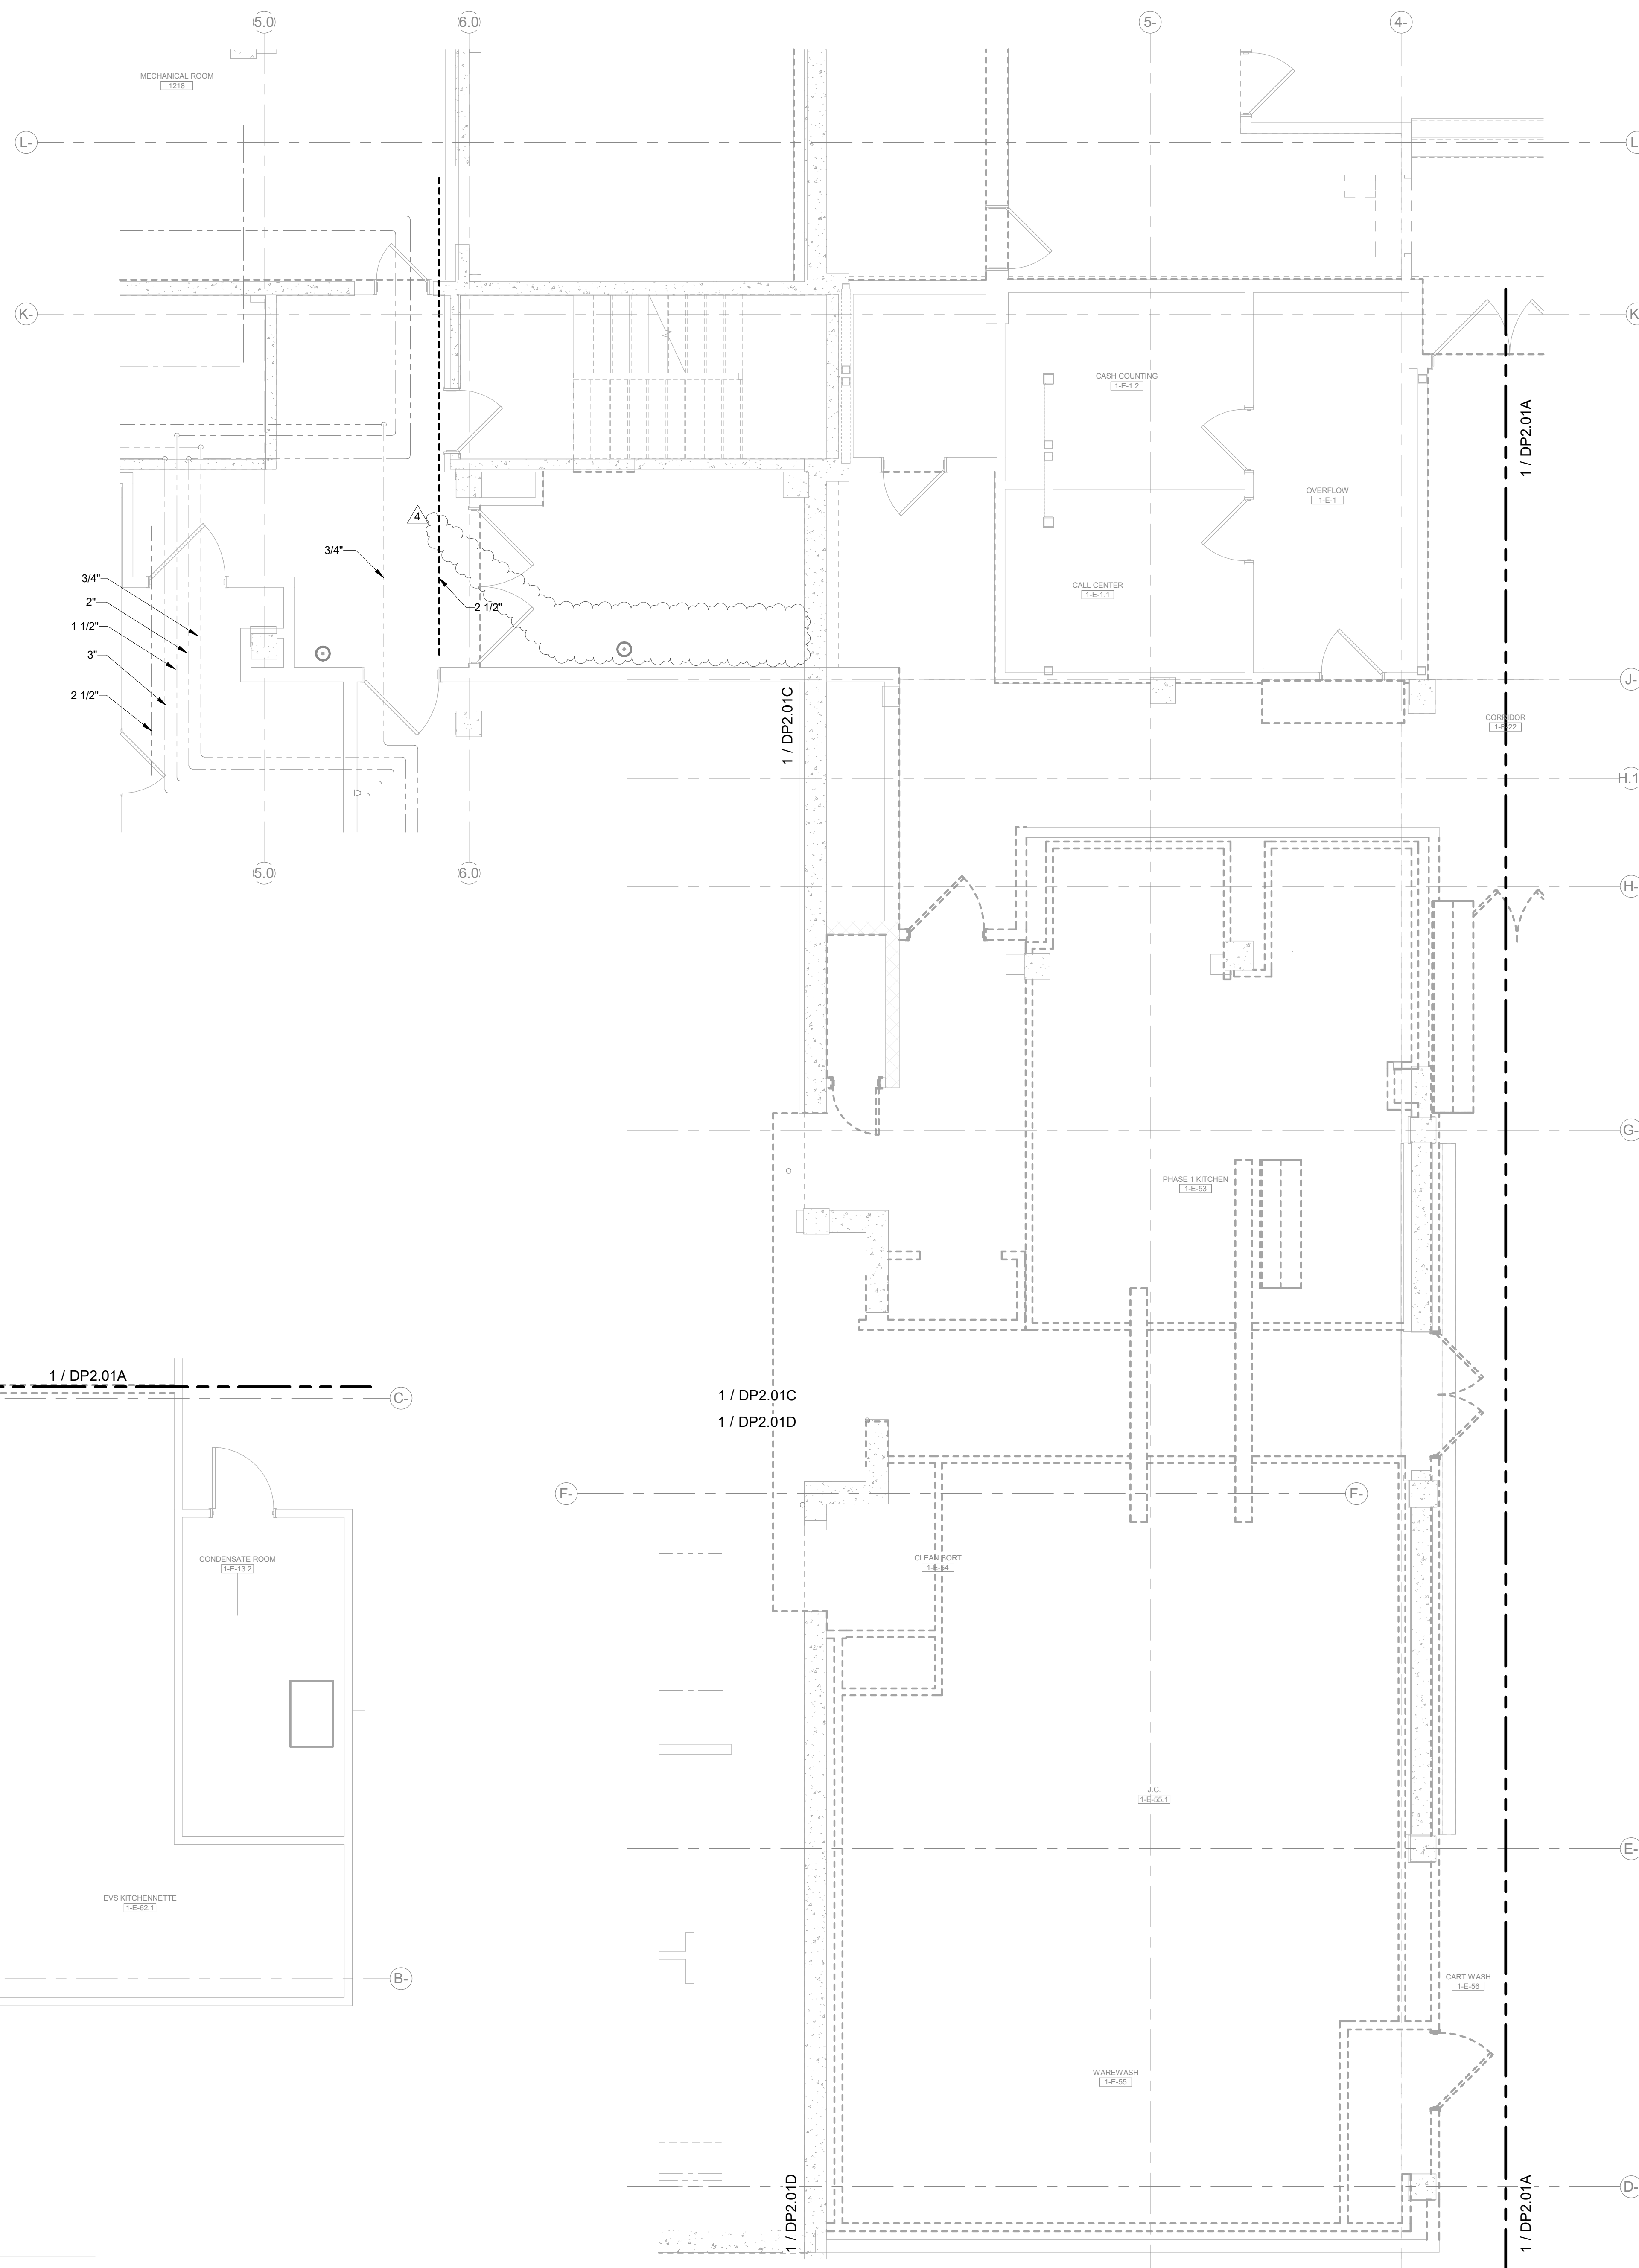 (5.0)
(6.0)
5-
4-
MECHANICAL ROOM
1218
L-
L
K-
K
CASH COUNTING
1-E-1.2
1 / DP2.01A
OVERFLOW
1-E-1
4
3/4"
3/4"
2"
1 1/2"
3"
2 1/2"
2 1/2"
CALL CENTER
1-E-1.1
J-
1 / DP2.01C
CORRIDOR
1-E-22
H.1
(5.0)
(6.0)
H-
G-
PHASE 1 KITCHEN
1-E-53
1 / DP2.01A
C-
1 / DP2.01C
1 / DP2.01D
F-
F-
CONDENSATE ROOM
1-E-13.2
CLEAN SORT
1-E-54
J.C.
1-E-55.1
E-
EVS KITCHENNETTE
1-E-62.1
B-
CART WASH
1-E-56
WAREWASH
1-E-55
1 / DP2.01D
1 / DP2.01A
D-